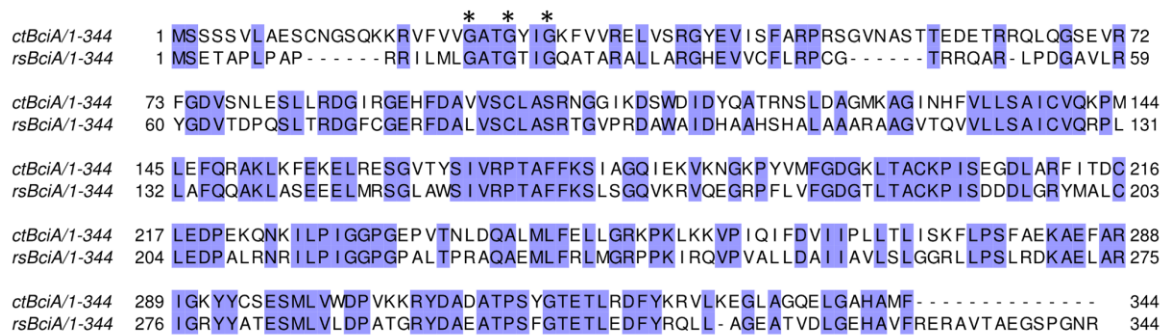 * * *
ctBciA/1-344 1 MSSSSVLAESCNGSQKKRVFVVGATGYIGKFVVRELVSRGYEVISFARPRSGVNASTTEDETRRQLQGSEVR 72
rsBciA/1-344 1 MSETAPLPAP------RRILMLGATGTIGQATARALLARGHEVVCFLRPCG------TRRQAR-LPDGAVLR 59
ctBciA/1-344 73 FGDVSNLESLLRDGIRGEHFDAVVSCLASRNGGIKDSWDIDYQATRNSLDAGMKAGINHFVLLSAICVQKPM 144
rsBciA/1-344 60 YGDVTDPQSLTRDGFCGERFDALVSCLASRTGVPRDAWAIDHAAHSHALAAARAAGVTQVVLLSAICVQRPL 131
ctBciA/1-344 145 LEFQRAKLKFEKELRESGVTYSIVRPTAFFKSIAGQIEKVKNGKPYVMFGDGKLTACKPISEGDLARFITDC 216
rsBciA/1-344 132 LAFQQAKLASEEELMRSGLAWSIVRPTAFFKSLSGQVKRVQEGRPFLVFGDGTLTACKPISDDDLGRYMALC 203
ctBciA/1-344 217 LEDPEKQNKILPIGGPGEPVTNLDQALMLFELLGRKPKLKKVPIQIFDVIIPLLTLISKFLPSFAEKAEFAR 288
rsBciA/1-344 204 LEDPALRNRILPIGGPGPALTPRAQAEMLFRLMGRPPKIRQVPVALLDAIIAVLSLGGRLLPSLRDKAELAR 275
ctBciA/1-344 289 IGKYYCSESMLVWDPVKKRYDADATPSYGTETLRDFYKRVLKEGLAGQELGAHAMF-------------- 344
rsBciA/1-344 276 IGRYYATESMLVLDPATGRYDAEATPSFGTETLEDFYRQLL-AGEATVDLGEHAVFRERAVTAEGSPGNR 344